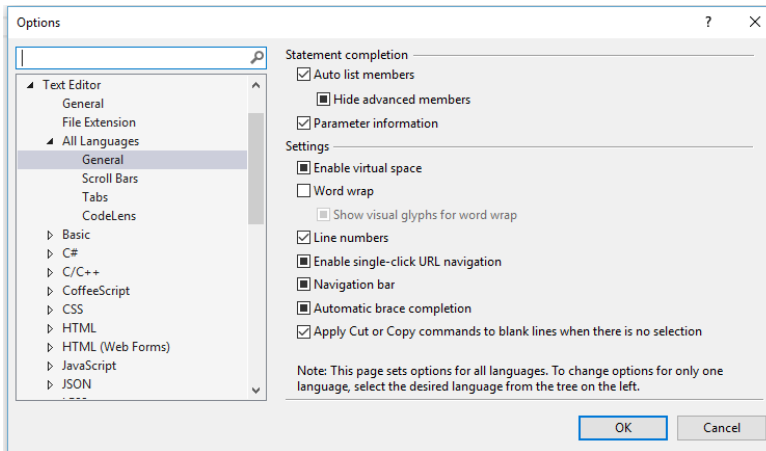 Options
?
Text Editor
General
File Extension
All Languages
General
Scroll Bars
Tabs
CodeLens
Basic
C#
C/C++
CoffeeScript
CSS
HTML
HTML (Web Forms)
JavaScript
JSON
Statement completion
Auto list members
Hide advanced members
Parameter information
Settings
Enable virtual space
Word wrap
Show visual glyphs for word wrap
Line numbers
Enable single-click URL navigation
Navigation bar
Automatic brace completion
Apply Cut or Copy commands to blank lines when there is no selection
Note: This page sets options for all languages. To change options for only one
language, select the desired language from the tree on the left.
OK
Cancel